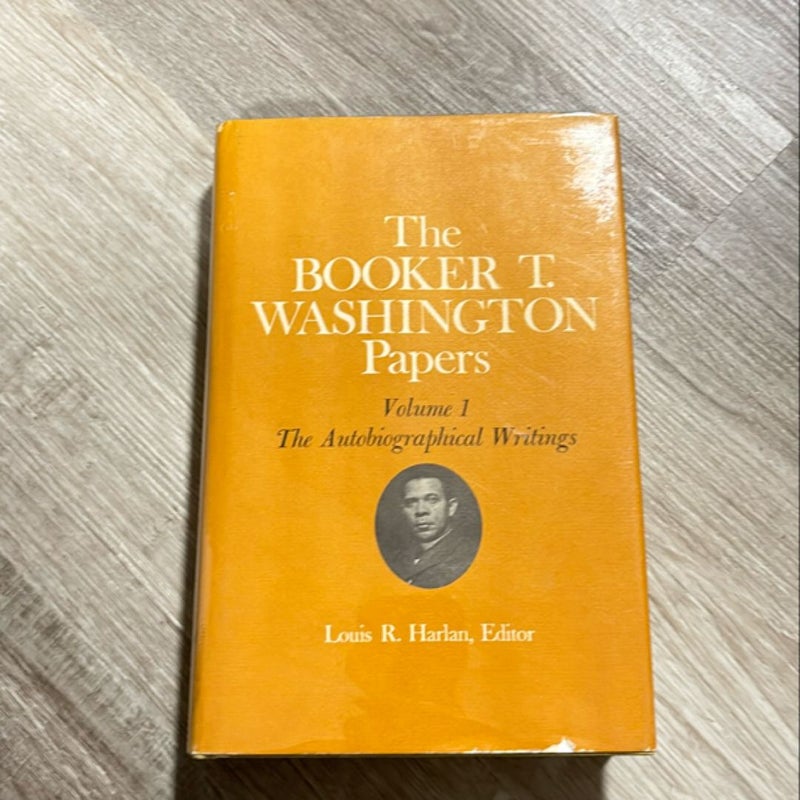 The
BOOKER T.
WASHINGTON
Papers
Volume 1
The Autobiographical Writings
Louis R. Harlan, Editor